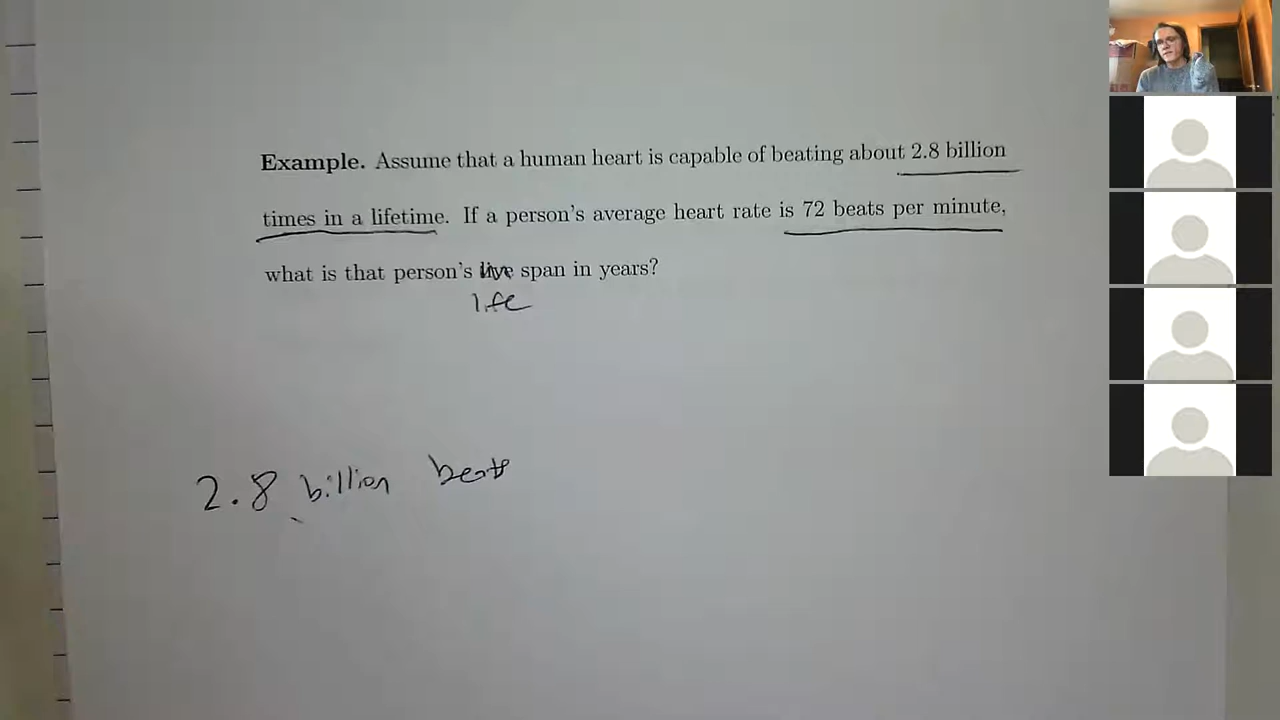 Example. Assume that a human heart is capable of beating about 2.8 billion
times in a lifetime. If a person's average heart rate is 72 beats per minute,
what is that person's live span in years?
life
2.8 billion beats